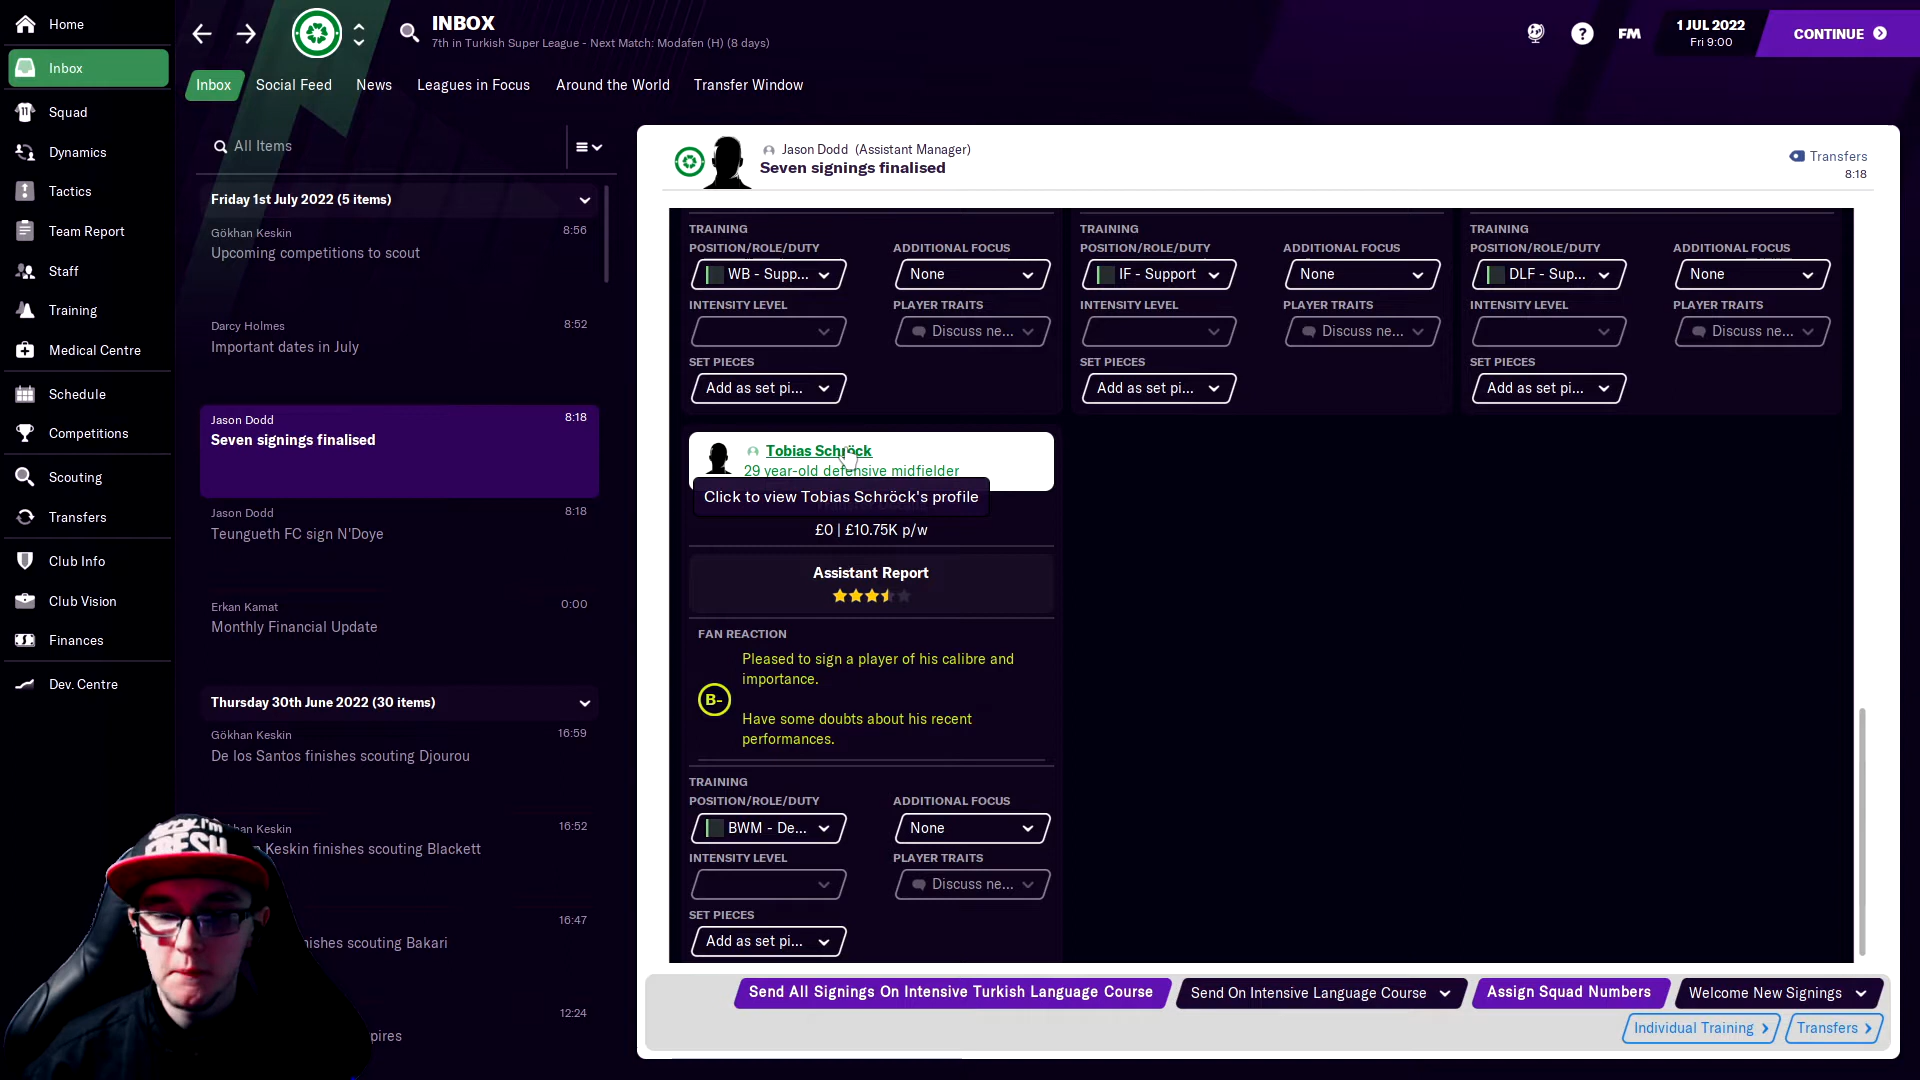 Home
Inbox
Squad
Dynamics
Tactics
Team Report
Staff
Training
Medical Centre
Schedule
Competitions
Scouting
Transfers
Club Info
Club Vision
Finances
Dev. Centre
INBOX
7th in Turkish Super League - Next Match: Modafen (H) (8 days)
?
FM
1 JUL 2022
Fri 9:00
CONTINUE
Inbox
Social Feed
News
Leagues in Focus
Around the World
Transfer Window
All Items
Friday 1st July 2022 (5 items)
Gökhan Keskin 8:56
Upcoming competitions to scout
Darcy Holmes 8:52
Important dates in July
Jason Dodd 8:18
Seven signings finalised
Jason Dodd 8:18
Teungueth FC sign N'Doye
Erkan Kamat 0:00
Monthly Financial Update
Thursday 30th June 2022 (30 items)
Gökhan Keskin 16:59
De los Santos finishes scouting Djourou
Keskin 16:52
Keskin finishes scouting Blackett
16:47
scouting Bakari
12:24
FRESH
Jason Dodd (Assistant Manager)
Seven signings finalised
Transfers
8:18
TRAINING TRAINING TRAINING
POSITION/ROLE/DUTY ADDITIONAL FOCUS POSITION/ROLE/DUTY ADDITIONAL FOCUS POSITION/ROLE/DUTY ADDITIONAL FOCUS
WB - Supp... None IF - Support None DLF - Sup... None
INTENSITY LEVEL PLAYER TRAITS INTENSITY LEVEL PLAYER TRAITS INTENSITY LEVEL PLAYER TRAITS
Discuss ne... Discuss ne... Discuss ne...
SET PIECES SET PIECES SET PIECES
Add as set pi... Add as set pi... Add as set pi...
Tobias Schröck
29 year-old defensive midfielder
Click to view Tobias Schröck's profile
£0 | £10.75K p/w
Assistant Report
FAN REACTION
B-
Pleased to sign a player of his calibre and
importance.
Have some doubts about his recent
performances.
TRAINING
POSITION/ROLE/DUTY ADDITIONAL FOCUS
BWM - De... None
INTENSITY LEVEL PLAYER TRAITS
Discuss ne...
SET PIECES
Add as set pi...
Send All Signings On Intensive Turkish Language Course
Send On Intensive Language Course
Assign Squad Numbers
Welcome New Signings
Individual Training
Transfers